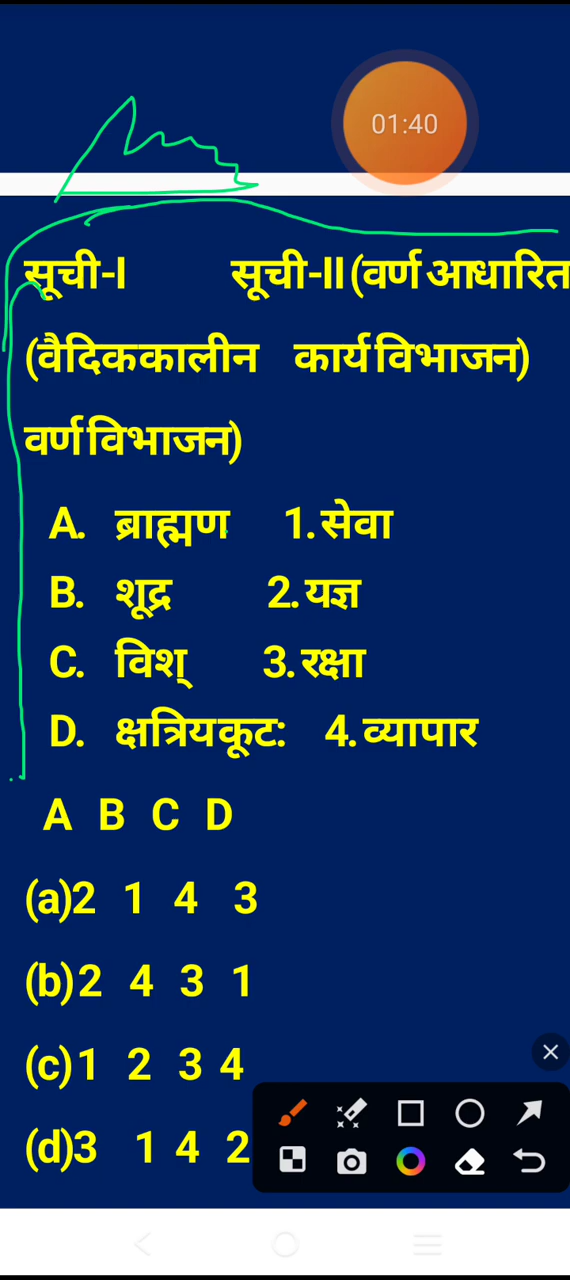 01:40
सूची-I सूची-II (वर्ण आधारित
(वैदिककालीन कार्य विभाजन)
वर्ण विभाजन)
A. ब्राह्मण 1. सेवा
B. शूद्र 2. यज्ञ
C. विश् 3. रक्षा
D. क्षत्रियकूट: 4. व्यापार
A B C D
(a)2 1 4 3
(b)2 4 3 1
(c)1 2 3 4
(d)3 1 4 2